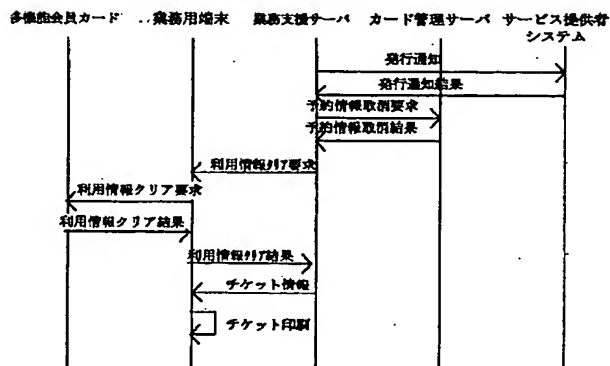 多機能会員カード
業務用端末
業務支援サーバ
カード管理サーバ
サービス提供者
システム
発行通知
発行通知結果
予約情報取消要求
予約情報取消結果
利用情報クリア要求
利用情報クリア要求
利用情報クリア結果
利用情報クリア結果
チケット情報
チケット印刷